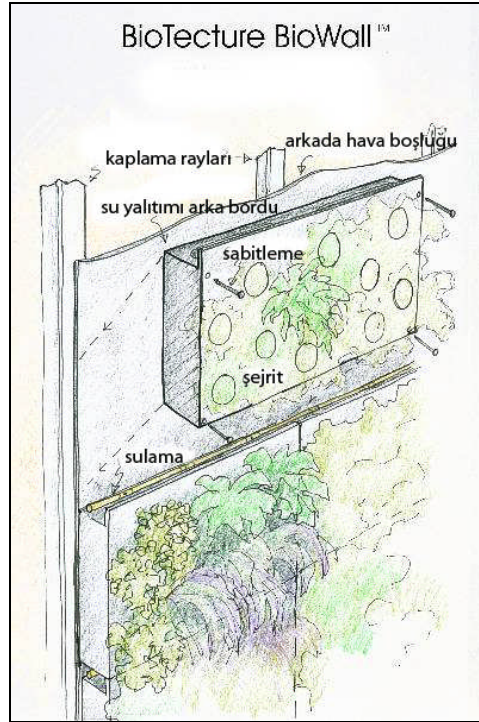 BioTecture BioWall™
arkada hava boşluğu
kaplama rayları
su yalıtımı arka bordu
sabitleme
şejrit
sulama